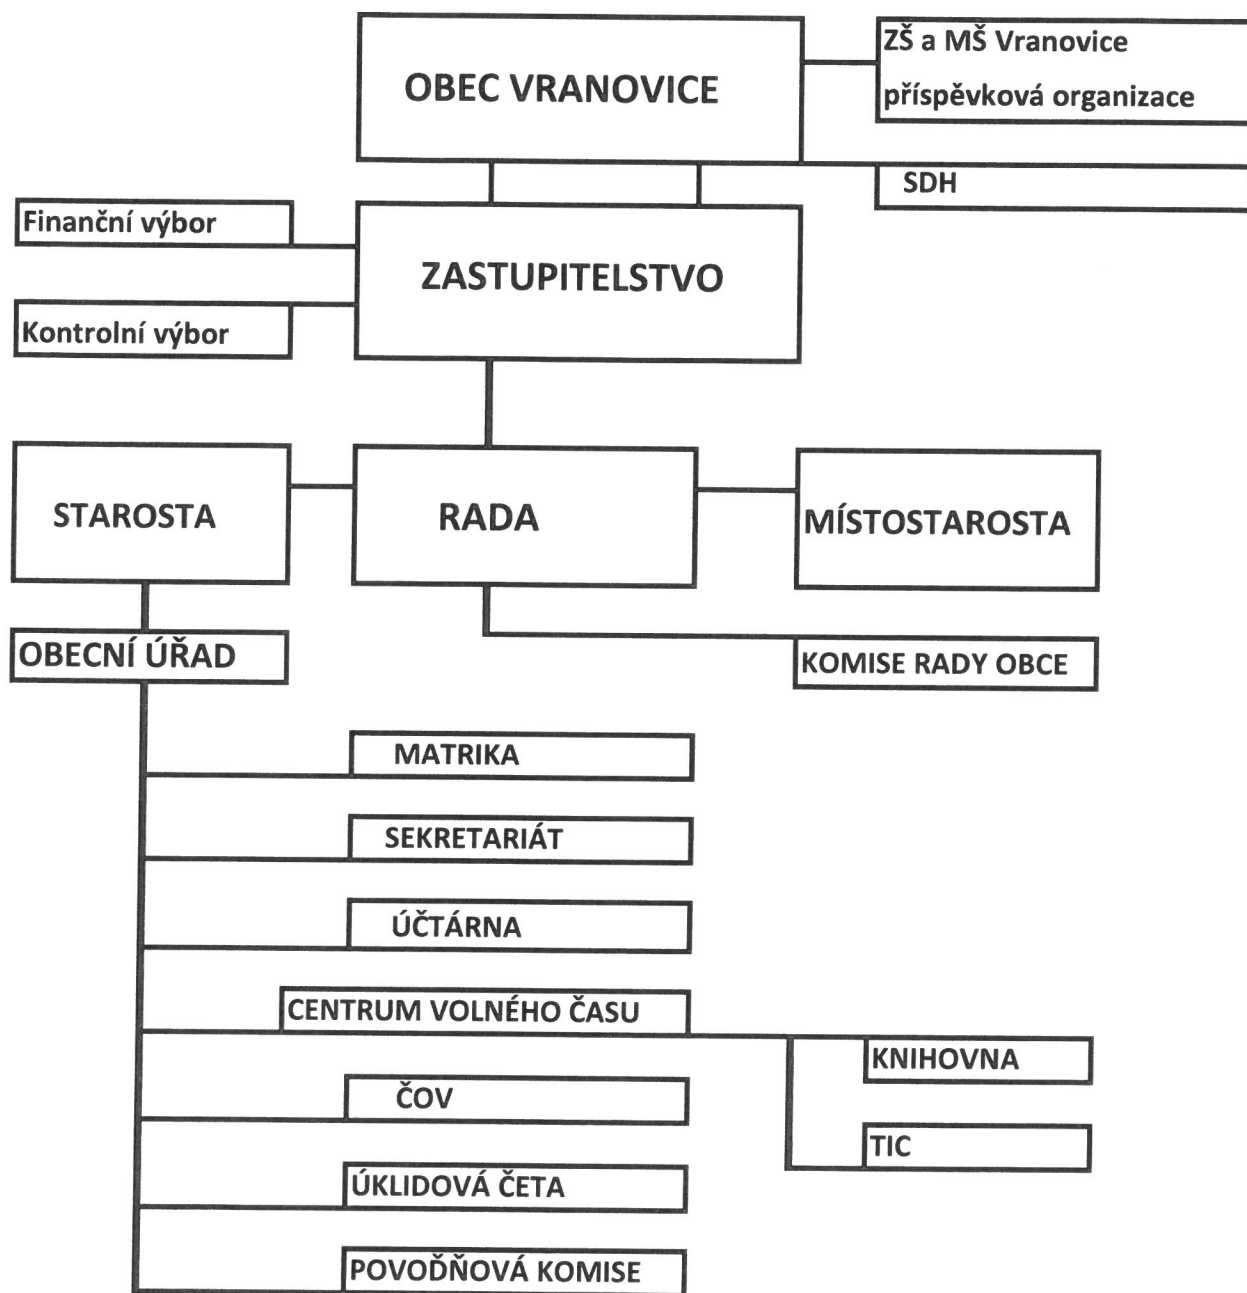 OBEC VRANOVICE
ZŠ a MŠ Vranovice
příspěvková organizace
SDH
Finanční výbor
ZASTUPITELSTVO
Kontrolní výbor
STAROSTA
RADA
MÍSTOSTAROSTA
OBECNÍ ÚŘAD
KOMISE RADY OBCE
MATRIKA
SEKRETARIÁT
ÚČTÁRNA
CENTRUM VOLNÉHO ČASU
KNIHOVNA
ČOV
TIC
ÚKLIDOVÁ ČETA
POVOĎŇOVÁ KOMISE